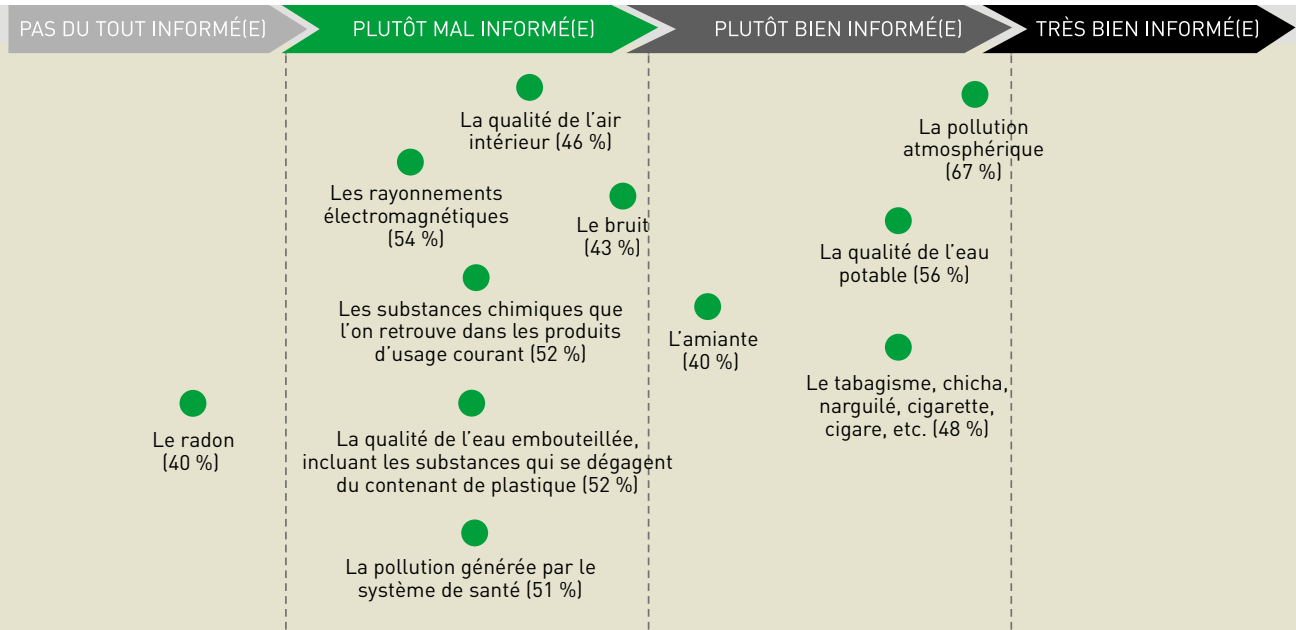 PAS DU TOUT INFORMÉ(E)
PLUTÔT MAL INFORMÉ(E)
PLUTÔT BIEN INFORMÉ(E)
TRÈS BIEN INFORMÉ(E)
La qualité de l'air
intérieur (46 %)
La pollution
atmosphérique
(67 %)
Les rayonnements
électromagnétiques
(54 %)
Le bruit
(43 %)
La qualité de l'eau
potable (56 %)
Les substances chimiques que
l'on retrouve dans les produits
d'usage courant (52 %)
L'amiante
(40 %)
Le tabagisme, chicha,
narguilé, cigarette,
cigare, etc. (48 %)
Le radon
(40 %)
La qualité de l'eau embouteillée,
incluant les substances qui se dégagent
du contenant de plastique (52 %)
La pollution générée par le
système de santé (51 %)